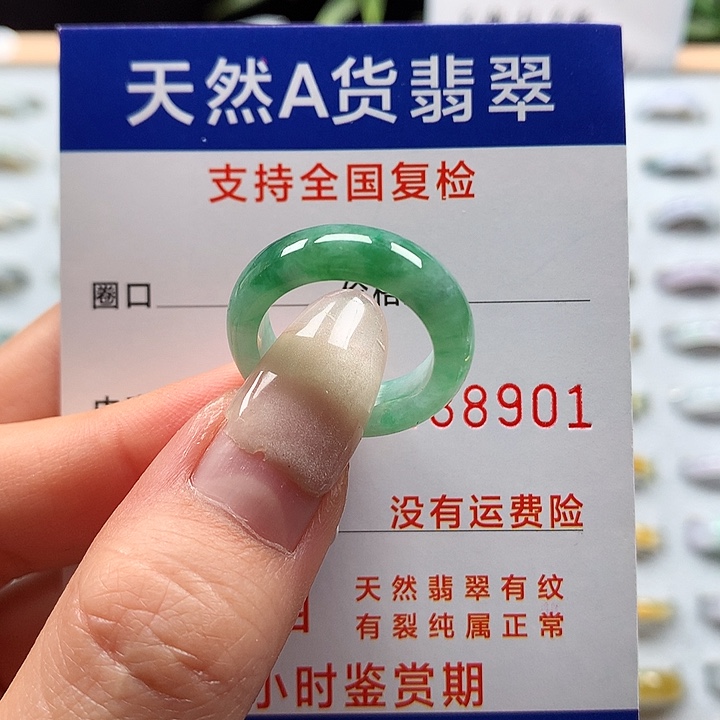 天然A货翡翠
支持全国复检
圈口
8901
没有运费险
天然翡翠有纹
有裂纯属正常
小时鉴赏期